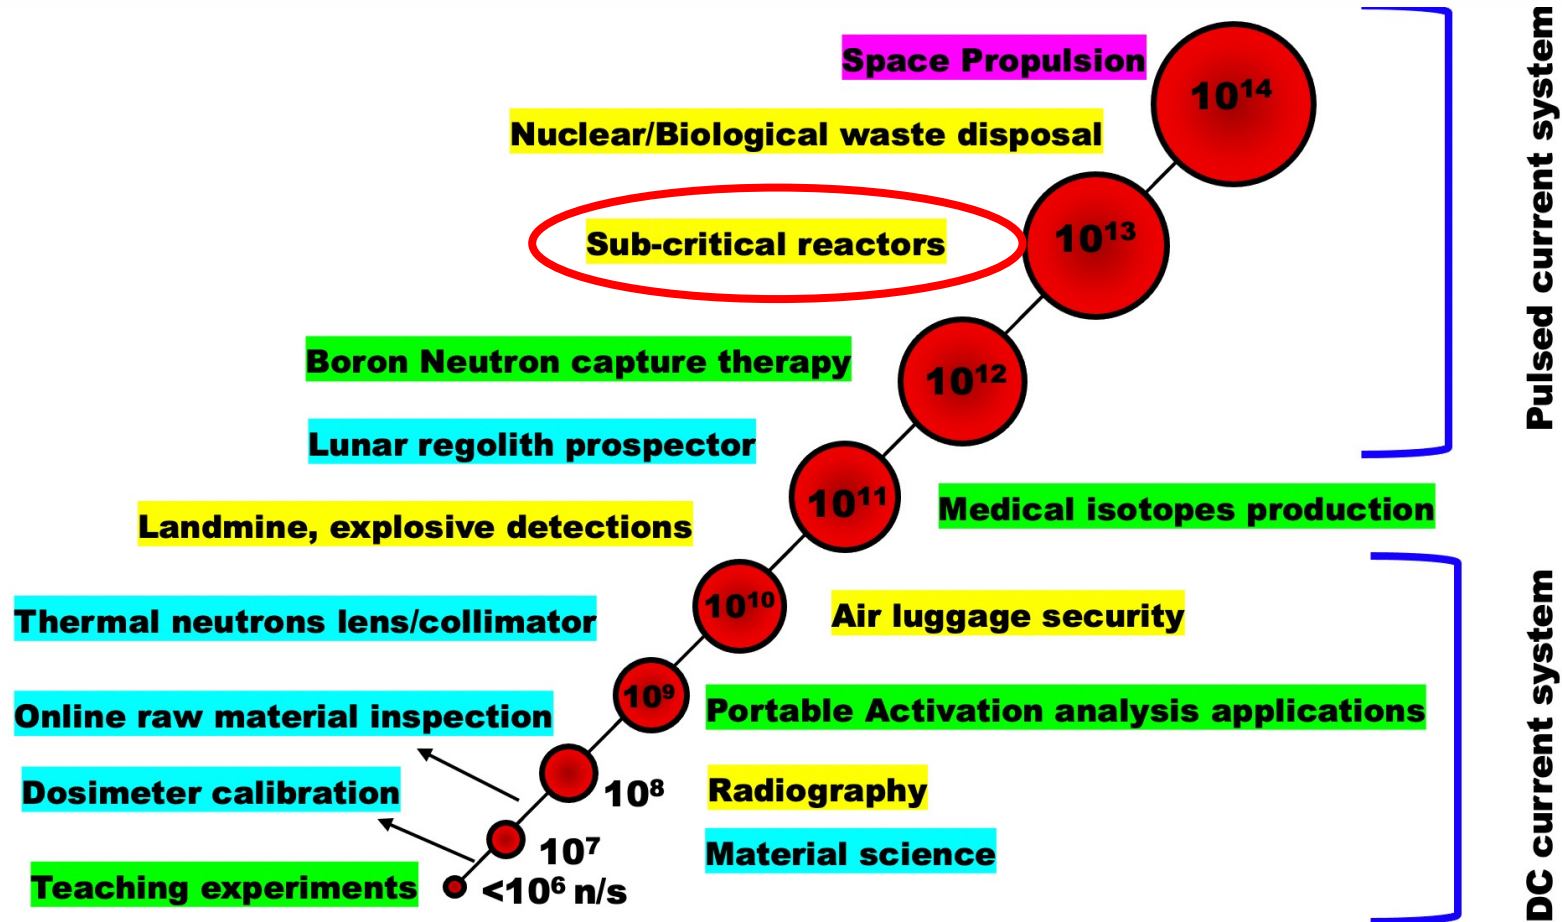 Space Propulsion
10¹⁴
Nuclear/Biological waste disposal
Sub-critical reactors
10¹³
Boron Neutron capture therapy
10¹²
Lunar regolith prospector
10¹¹
Medical isotopes production
Landmine, explosive detections
Thermal neutrons lens/collimator
10¹⁰
Air luggage security
Online raw material inspection
10⁹
Portable Activation analysis applications
Dosimeter calibration
10⁸
Radiography
10⁷
Material science
Teaching experiments
<10⁶ n/s
Pulsed current system
DC current system